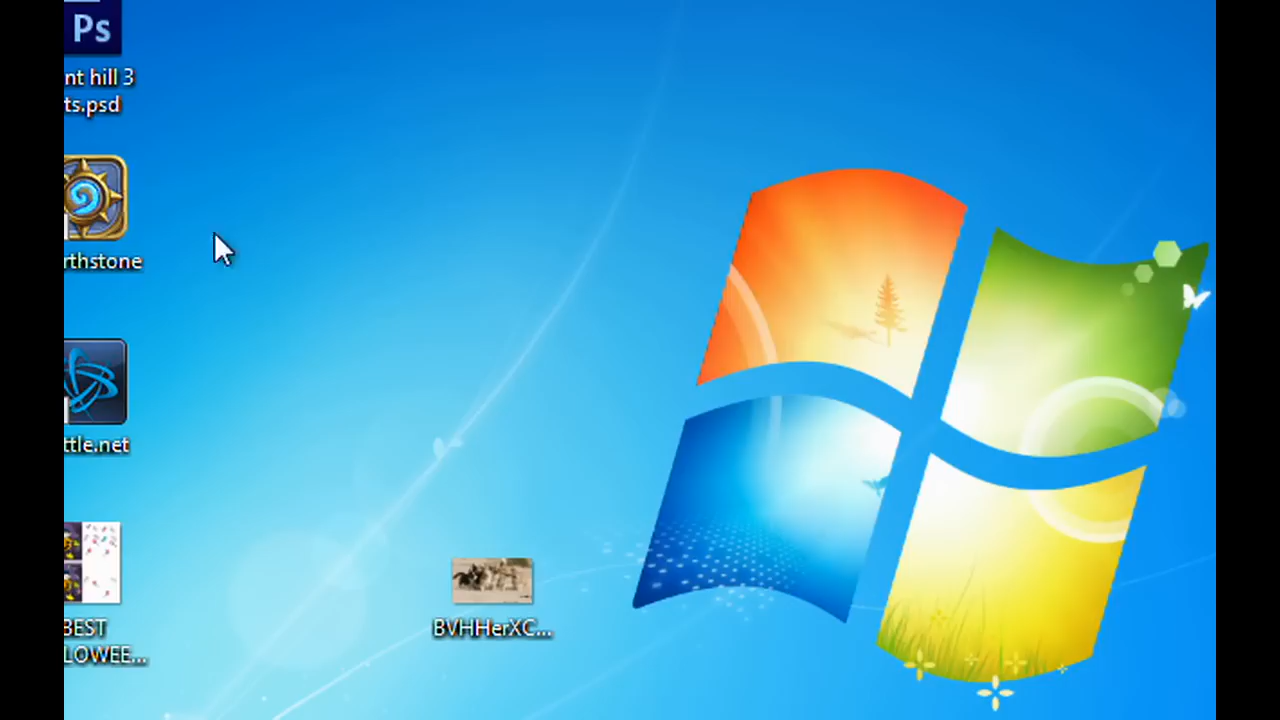 Ps
nt hill 3
ts.psd
rthstone
ttle.net
BEST
LOWEE...
BVHHerXC...